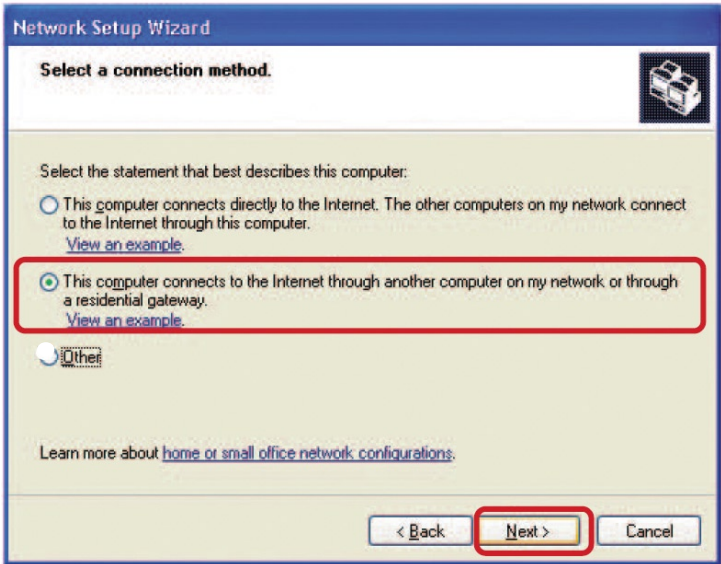 Network Setup Wizard
Select a connection method.
Select the statement that best describes this computer:
This computer connects directly to the Internet. The other computers on my network connect
to the Internet through this computer.
View an example.
This computer connects to the Internet through another computer on my network or through
a residential gateway.
View an example.
Other
Learn more about home or small office network configurations.
< Back
Next >
Cancel